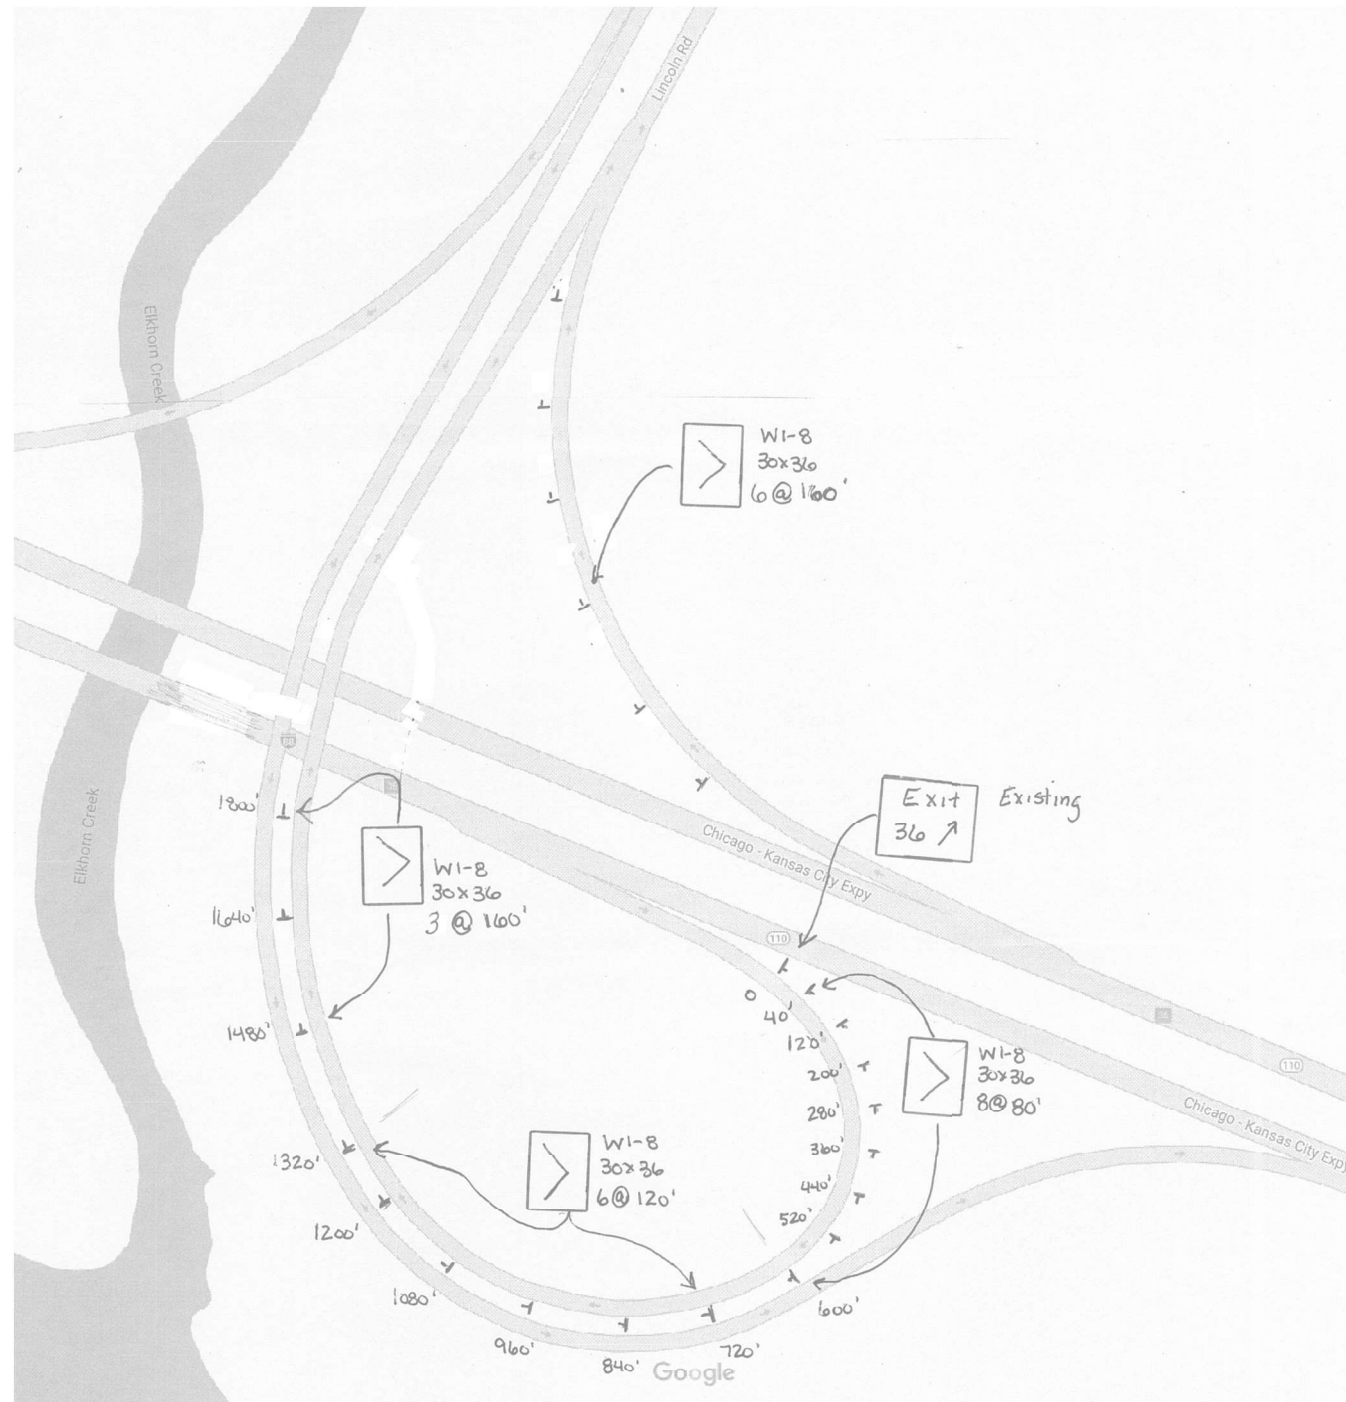 Lincoln Rd
Elkhorn Creek
W1-8
30x36
6 @ 160'
88
1800'
Exit
36 ↗
Existing
Chicago - Kansas City Expy
Elkhorn Creek
W1-8
30x36
3 @ 160'
1640'
110
0
40'
120'
1480'
W1-8
30x36
8@ 80'
200'
110
280'
Chicago - Kansas City Expy
360'
1320'
W1-8
30x36
6@ 120'
440'
520'
1200'
1080'
600'
960'
840'
720'
Google